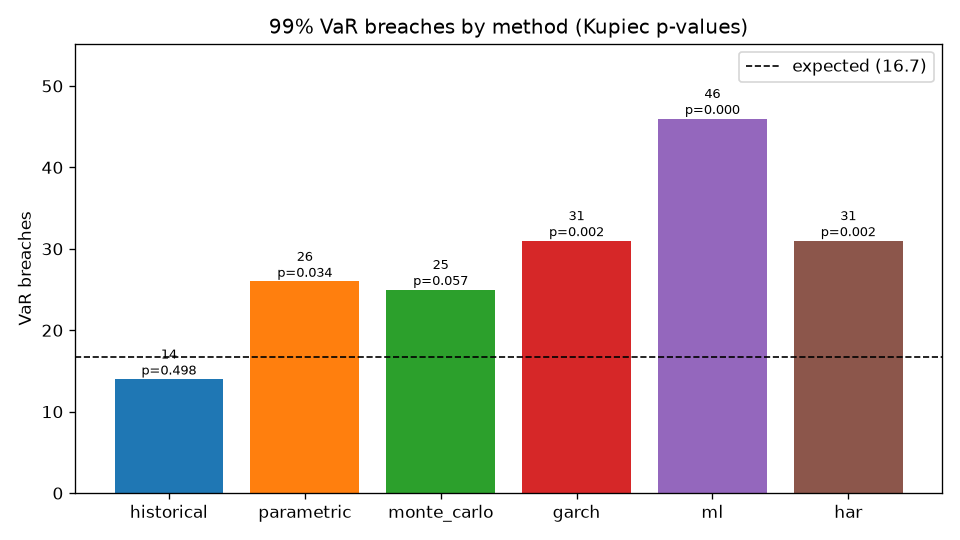 99% VaR breaches by method (Kupiec p-values)
expected (16.7)
VaR breaches
50
40
30
20
10
0
14
p=0.498
26
p=0.034
25
p=0.057
31
p=0.002
46
p=0.000
31
p=0.002
historical
parametric
monte_carlo
garch
ml
har